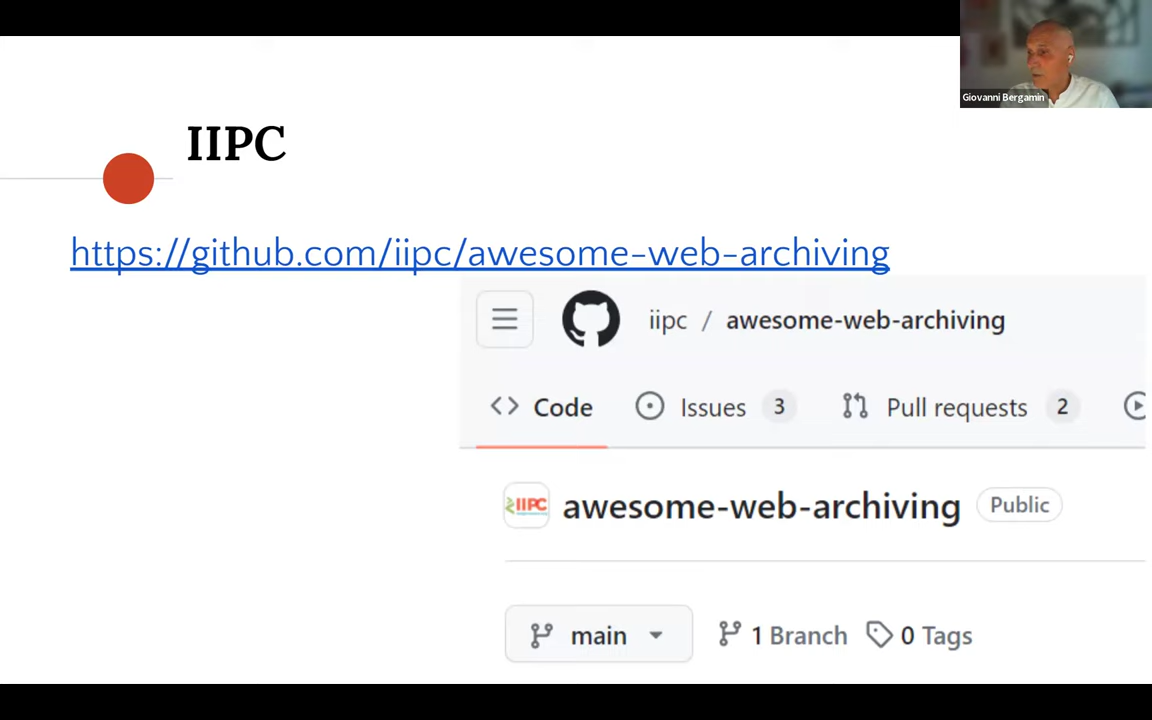 Giovanni Bergamin
IIPC
https://github.com/iipc/awesome-web-archiving
iipc / awesome-web-archiving
Code Issues 3 Pull requests 2
IIPC awesome-web-archiving Public
main 1 Branch 0 Tags